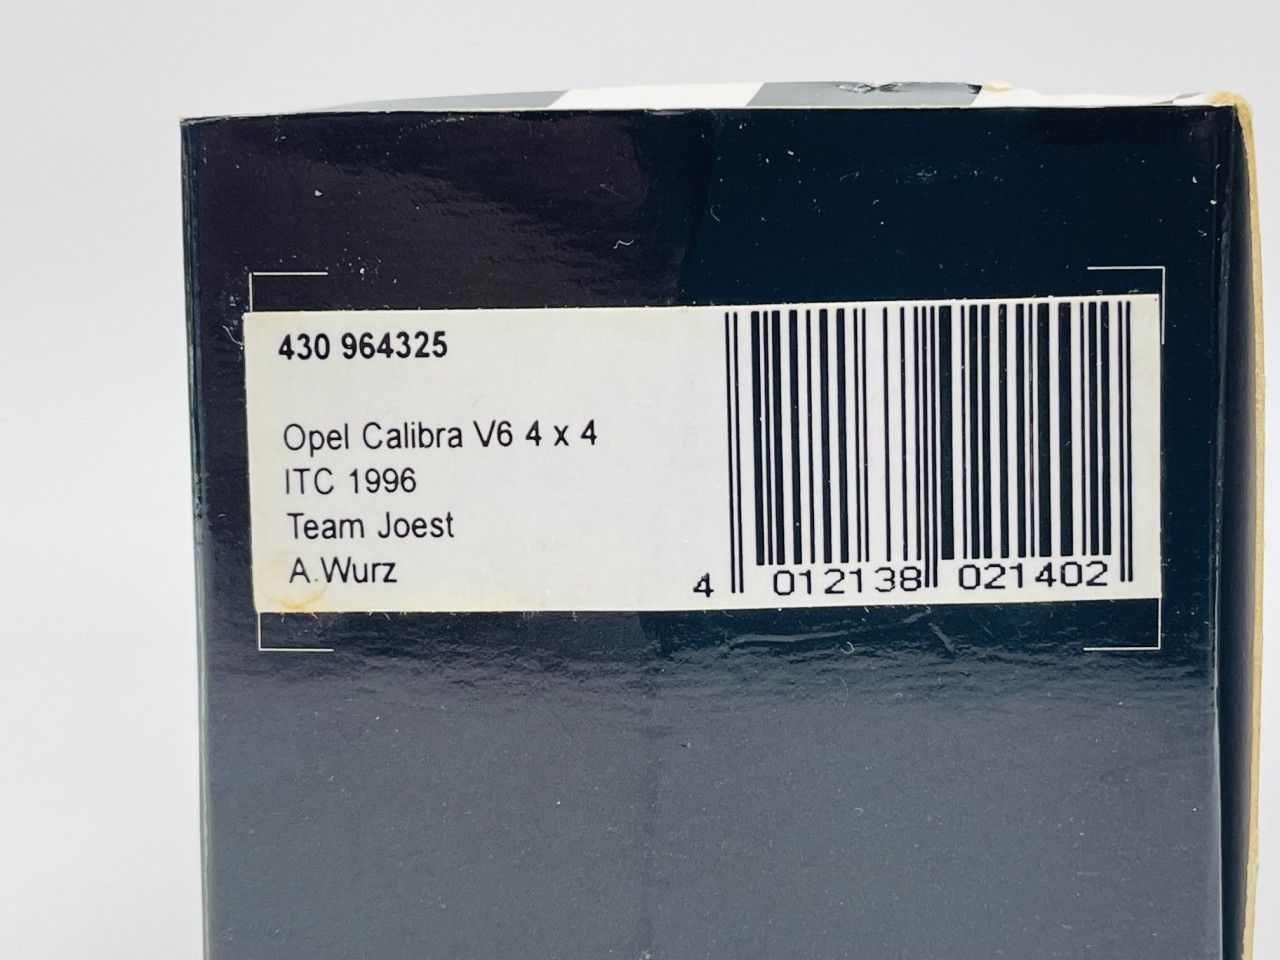 430 964325
Opel Calibra V6 4 x 4
ITC 1996
Team Joest
A.Wurz
4 012138 021402